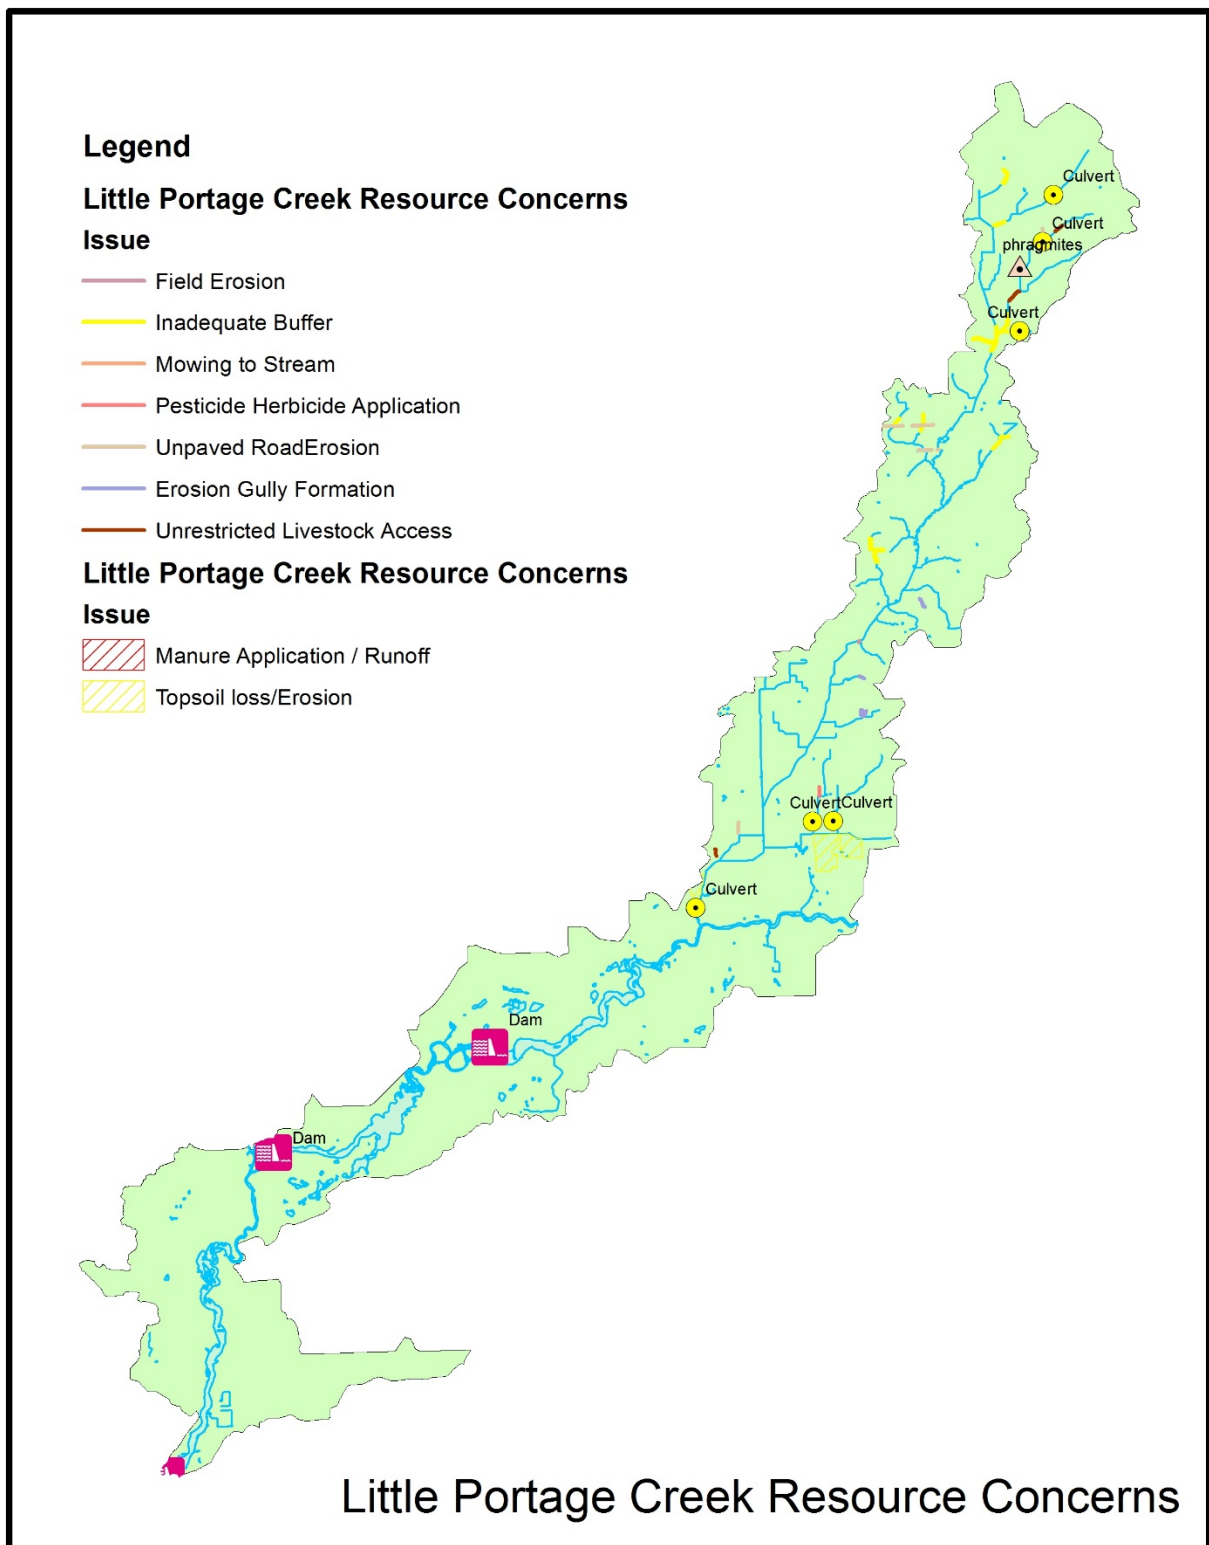 Legend
Little Portage Creek Resource Concerns
Issue
Field Erosion
Inadequate Buffer
Mowing to Stream
Pesticide Herbicide Application
Unpaved RoadErosion
Erosion Gully Formation
Unrestricted Livestock Access
Little Portage Creek Resource Concerns
Issue
Manure Application / Runoff
Topsoil loss/Erosion
Culvert
Culvert
phragmites
Culvert
Culvert Culvert
Culvert
Dam
Dam
Little Portage Creek Resource Concerns